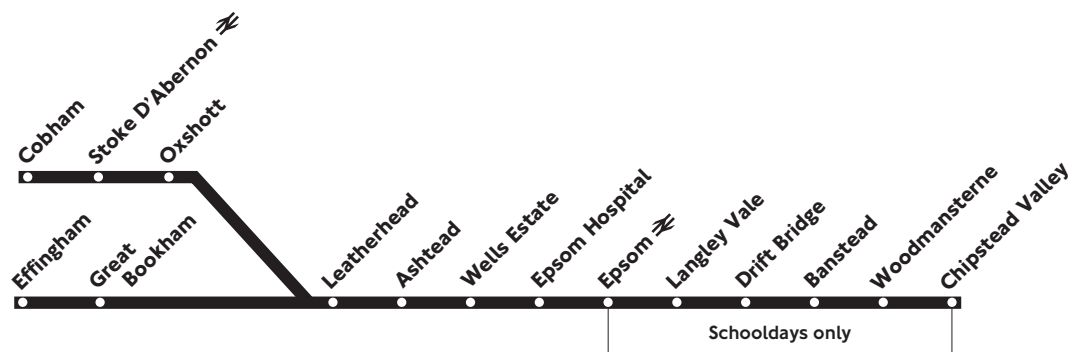 Cobham
Stoke D'Abernon
Oxshott
Effingham
Great
Bookham
Leatherhead
Ashtead
Wells Estate
Epsom Hospital
Epsom
Langley Vale
Drift Bridge
Banstead
Woodmansterne
Chipstead Valley
Schooldays only